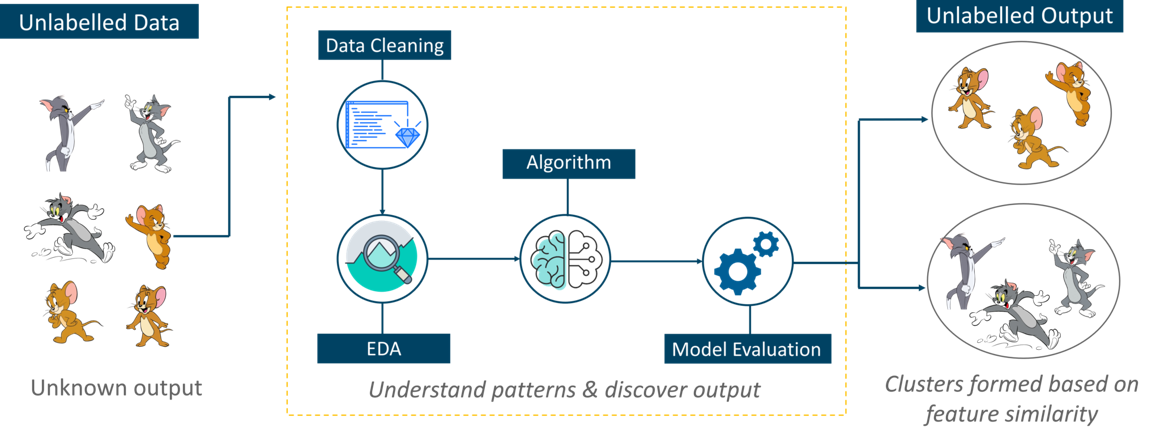 Unlabelled Data
Unknown output
Data Cleaning
EDA
Algorithm
Model Evaluation
Understand patterns & discover output
Unlabelled Output
Clusters formed based on
feature similarity